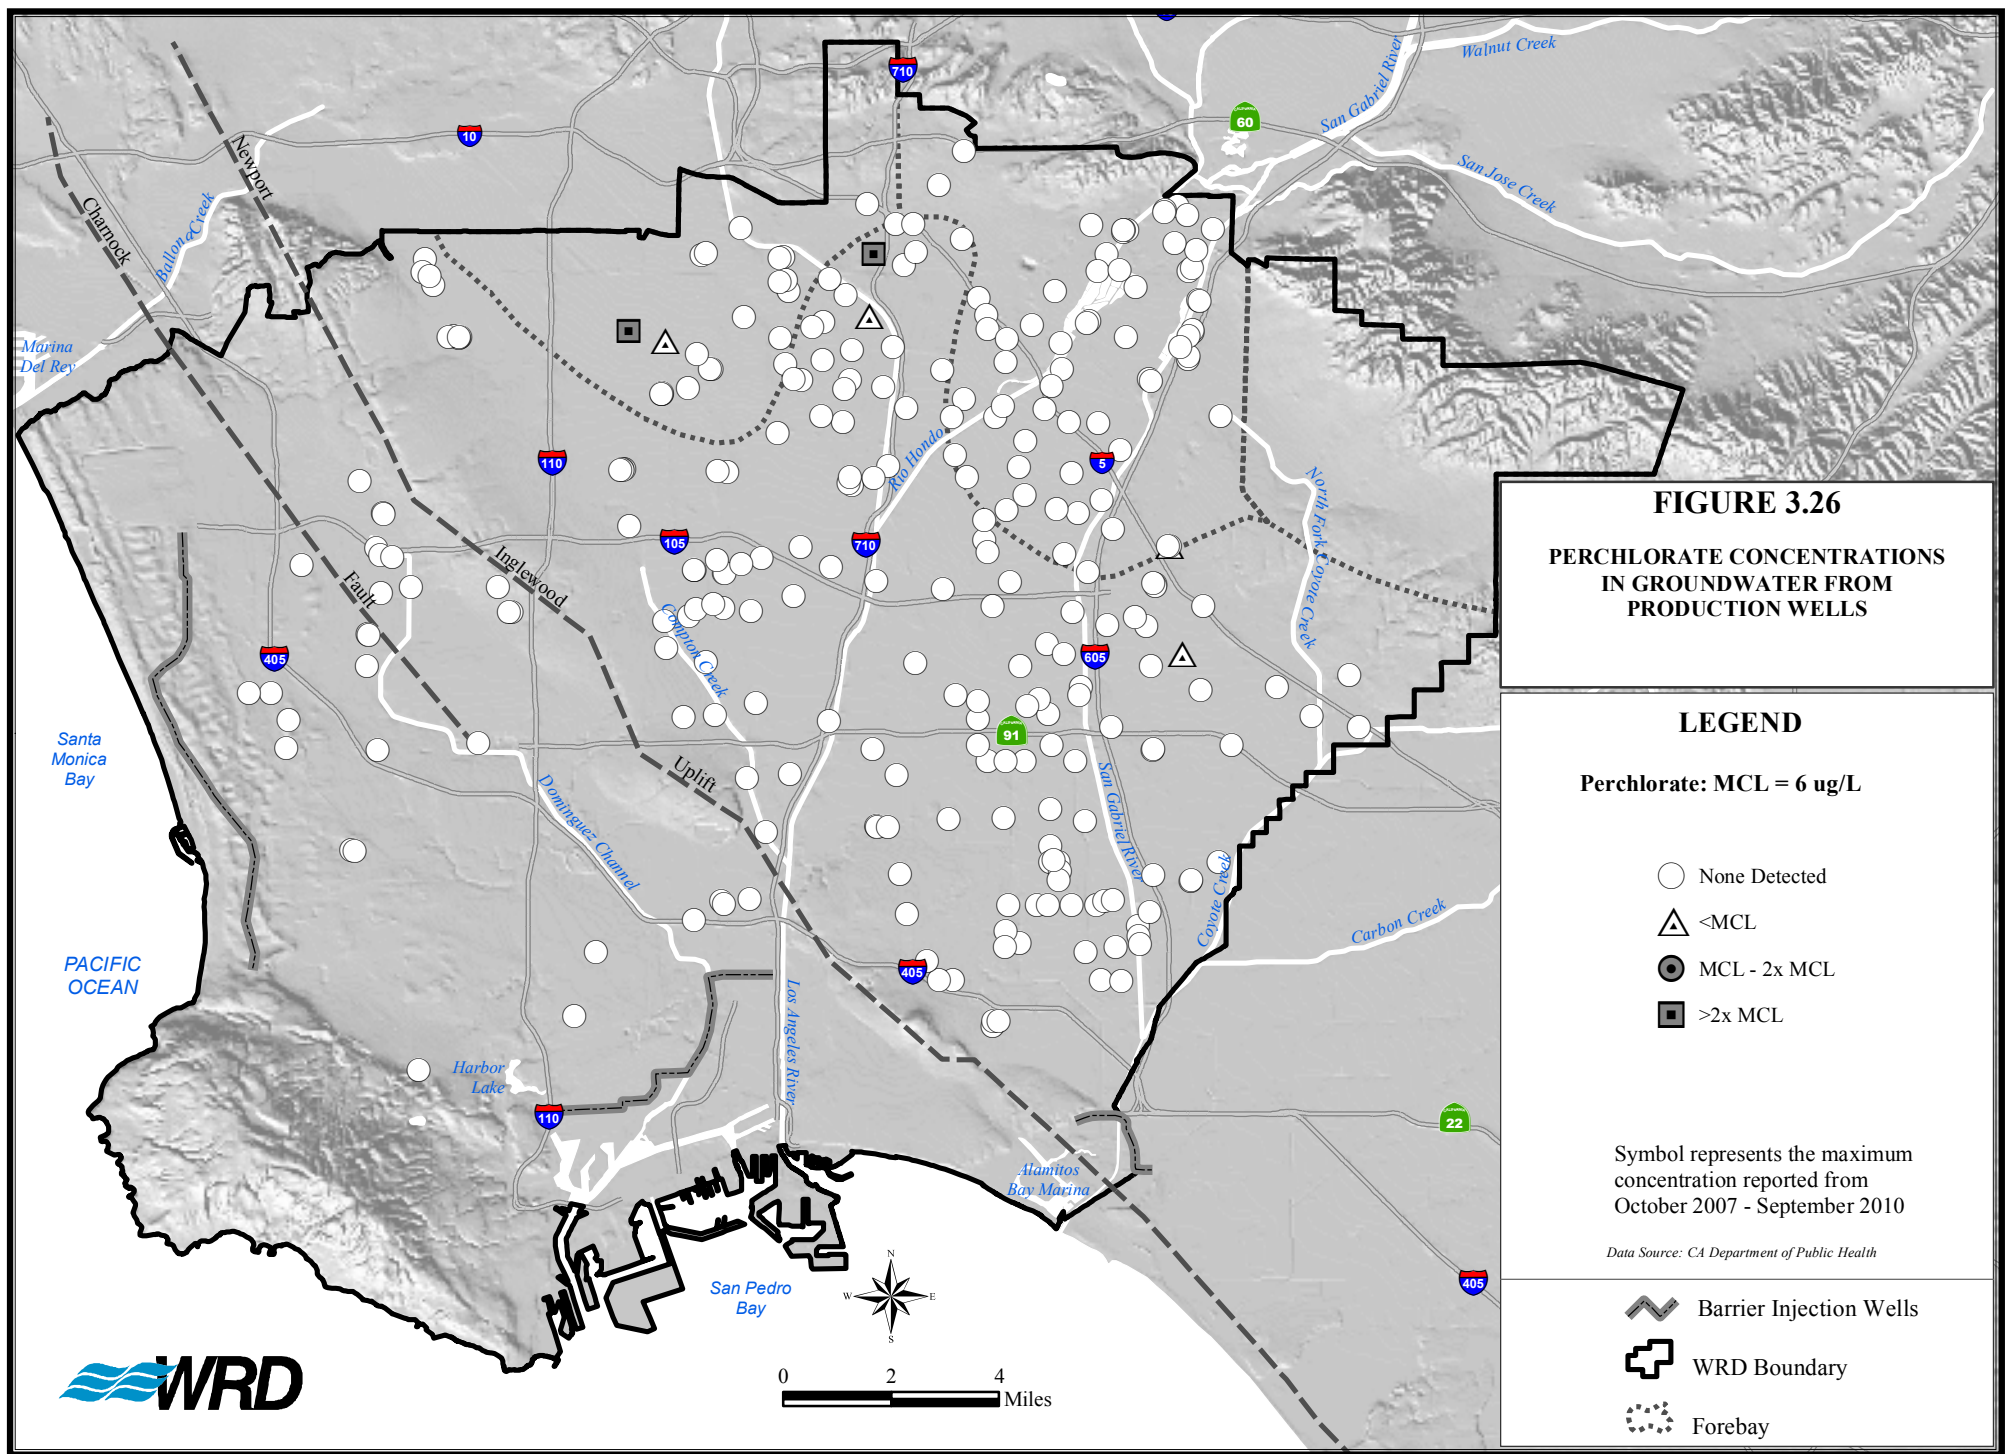 710
Walnut Creek
San Gabriel River
60
10
San Jose Creek
Newport
Charnock
Ballona Creek
Marina
Del Rey
110
5
Rio Hondo
North Fork Coyote Creek
105
710
Inglewood
Fault
Compton Creek
405
605
91
Santa
Monica
Bay
Uplift
San Gabriel River
Dominguez Channel
Coyote Creek
Carbon Creek
PACIFIC
OCEAN
405
Los Angeles River
Harbor
Lake
110
22
Alamitos
Bay Marina
San Pedro
Bay
N
W
E
S
405
0
2
4
Miles
WRD
FIGURE 3.26
PERCHLORATE CONCENTRATIONS
IN GROUNDWATER FROM
PRODUCTION WELLS
LEGEND
Perchlorate: MCL = 6 ug/L
None Detected
<MCL
MCL - 2x MCL
>2x MCL
Symbol represents the maximum
concentration reported from
October 2007 - September 2010
Data Source: CA Department of Public Health
Barrier Injection Wells
WRD Boundary
Forebay